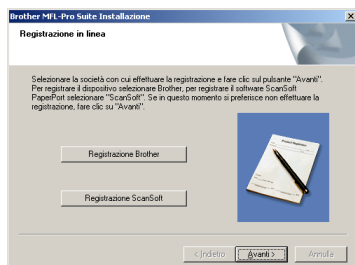 Brother MFL-Pro Suite Installazione
Registrazione in linea
Selezionare la società con cui effettuare la registrazione e fare clic sul pulsante "Avanti".
Per registrare il dispositivo selezionare Brother, per registrare il software ScanSoft
PaperPort selezionare "ScanSoft". Se in questo momento si preferisce non effettuare la
registrazione, fare clic su "Avanti".
Registrazione Brother
Registrazione ScanSoft
< Indietro
Avanti >
Annulla